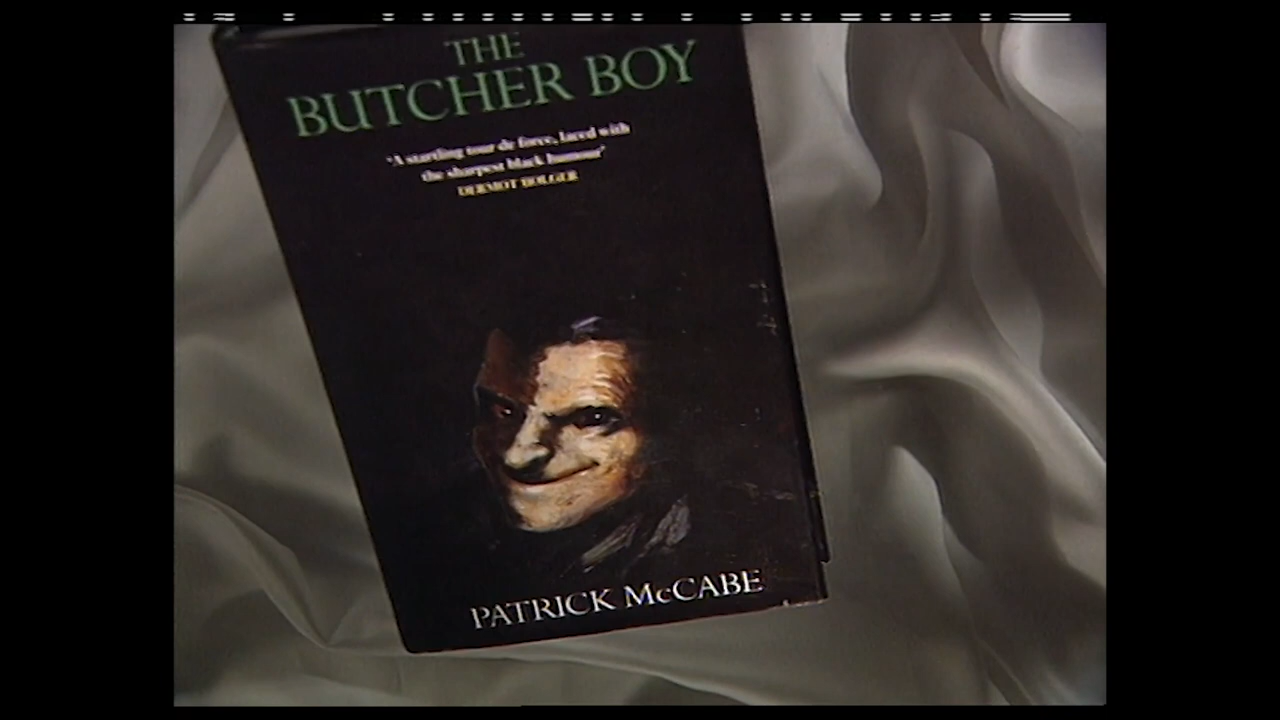 THE
BUTCHER BOY
'A startling tour de force, laced with
the sharpest black humour'
DERMOT BOLGER
PATRICK McCABE